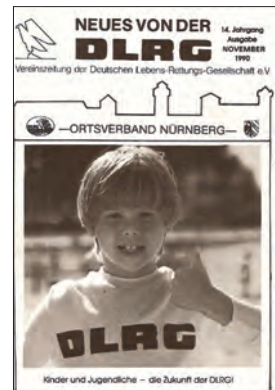 NEUES VON DER
DLRG
14. Jahrgang
Ausgabe
NOVEMBER
1990
Vereinszeitung der Deutschen Lebens-Rettungs-Gesellschaft e.V
—ORTSVERBAND NÜRNBERG—
DLRG
Kinder und Jugendliche – die Zukunft der DLRG!